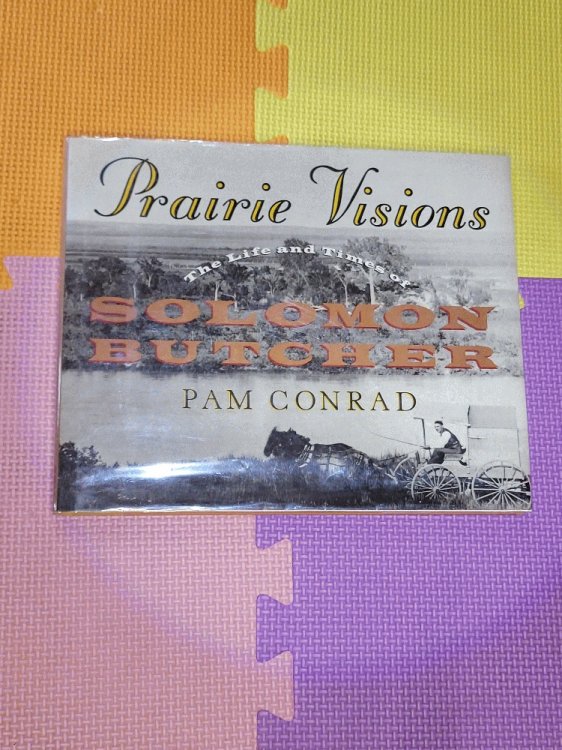 Prairie Visions
The Life and Times of
SOLOMON
BUTCHER
PAM CONRAD